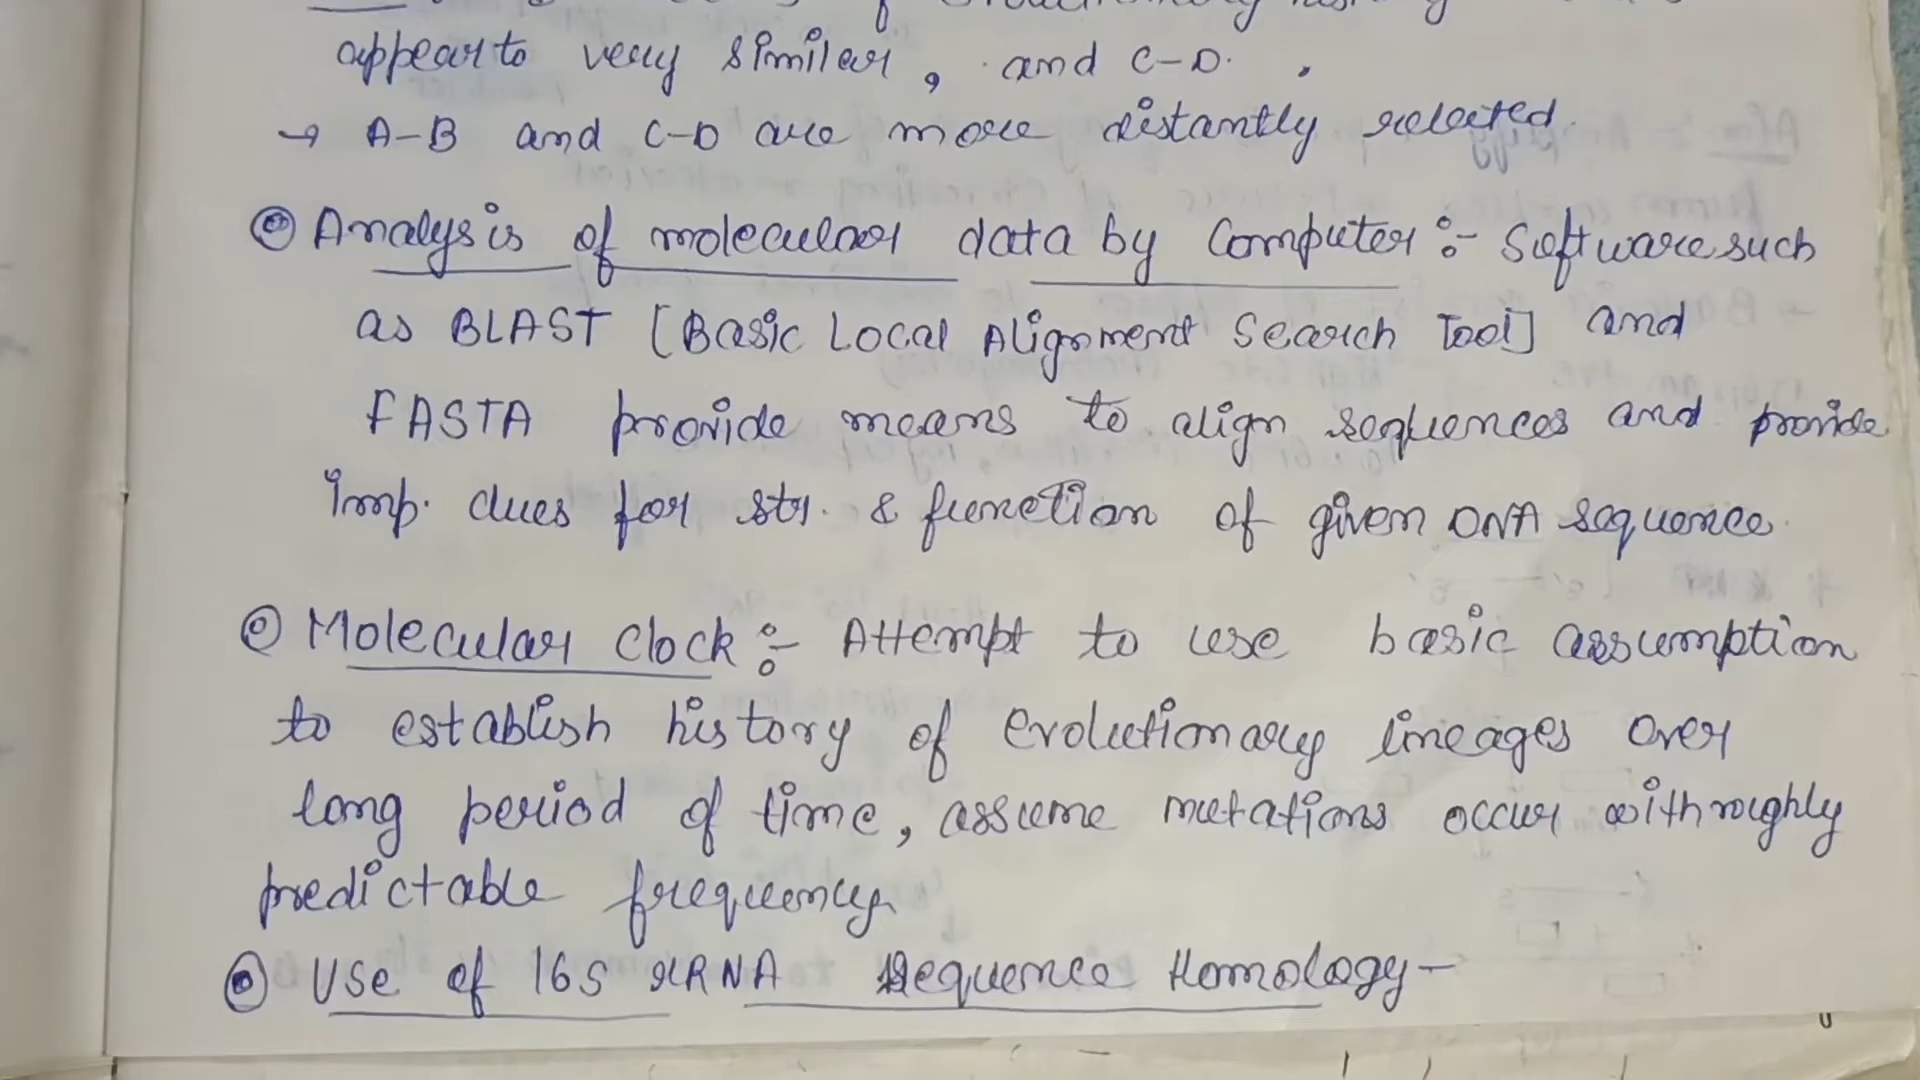 of evolutionary history
appear to very similar, and C-D.
→ A-B and C-D are more distantly related.
Analysis of molecular data by Computer :- Software such
as BLAST [Basic Local Alignment Search Tool] and
FASTA provide means to align sequences and provide
imp. clues for str. & function of given DNA sequence.
Molecular Clock :- Attempt to use basic assumption
to establish history of evolutionary lineages over
long period of time, assume mutations occur with roughly
predictable frequency.
Use of 16S rRNA Sequence Homology -